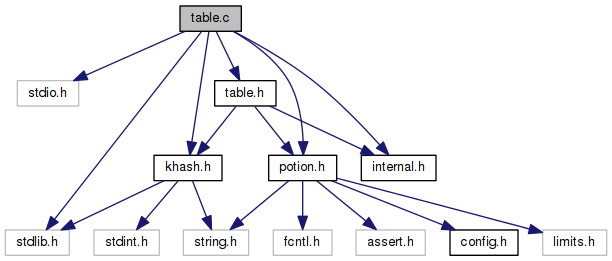 table.c
stdio.h
table.h
khash.h
potion.h
internal.h
stdlib.h
stdint.h
string.h
fcntl.h
assert.h
config.h
limits.h